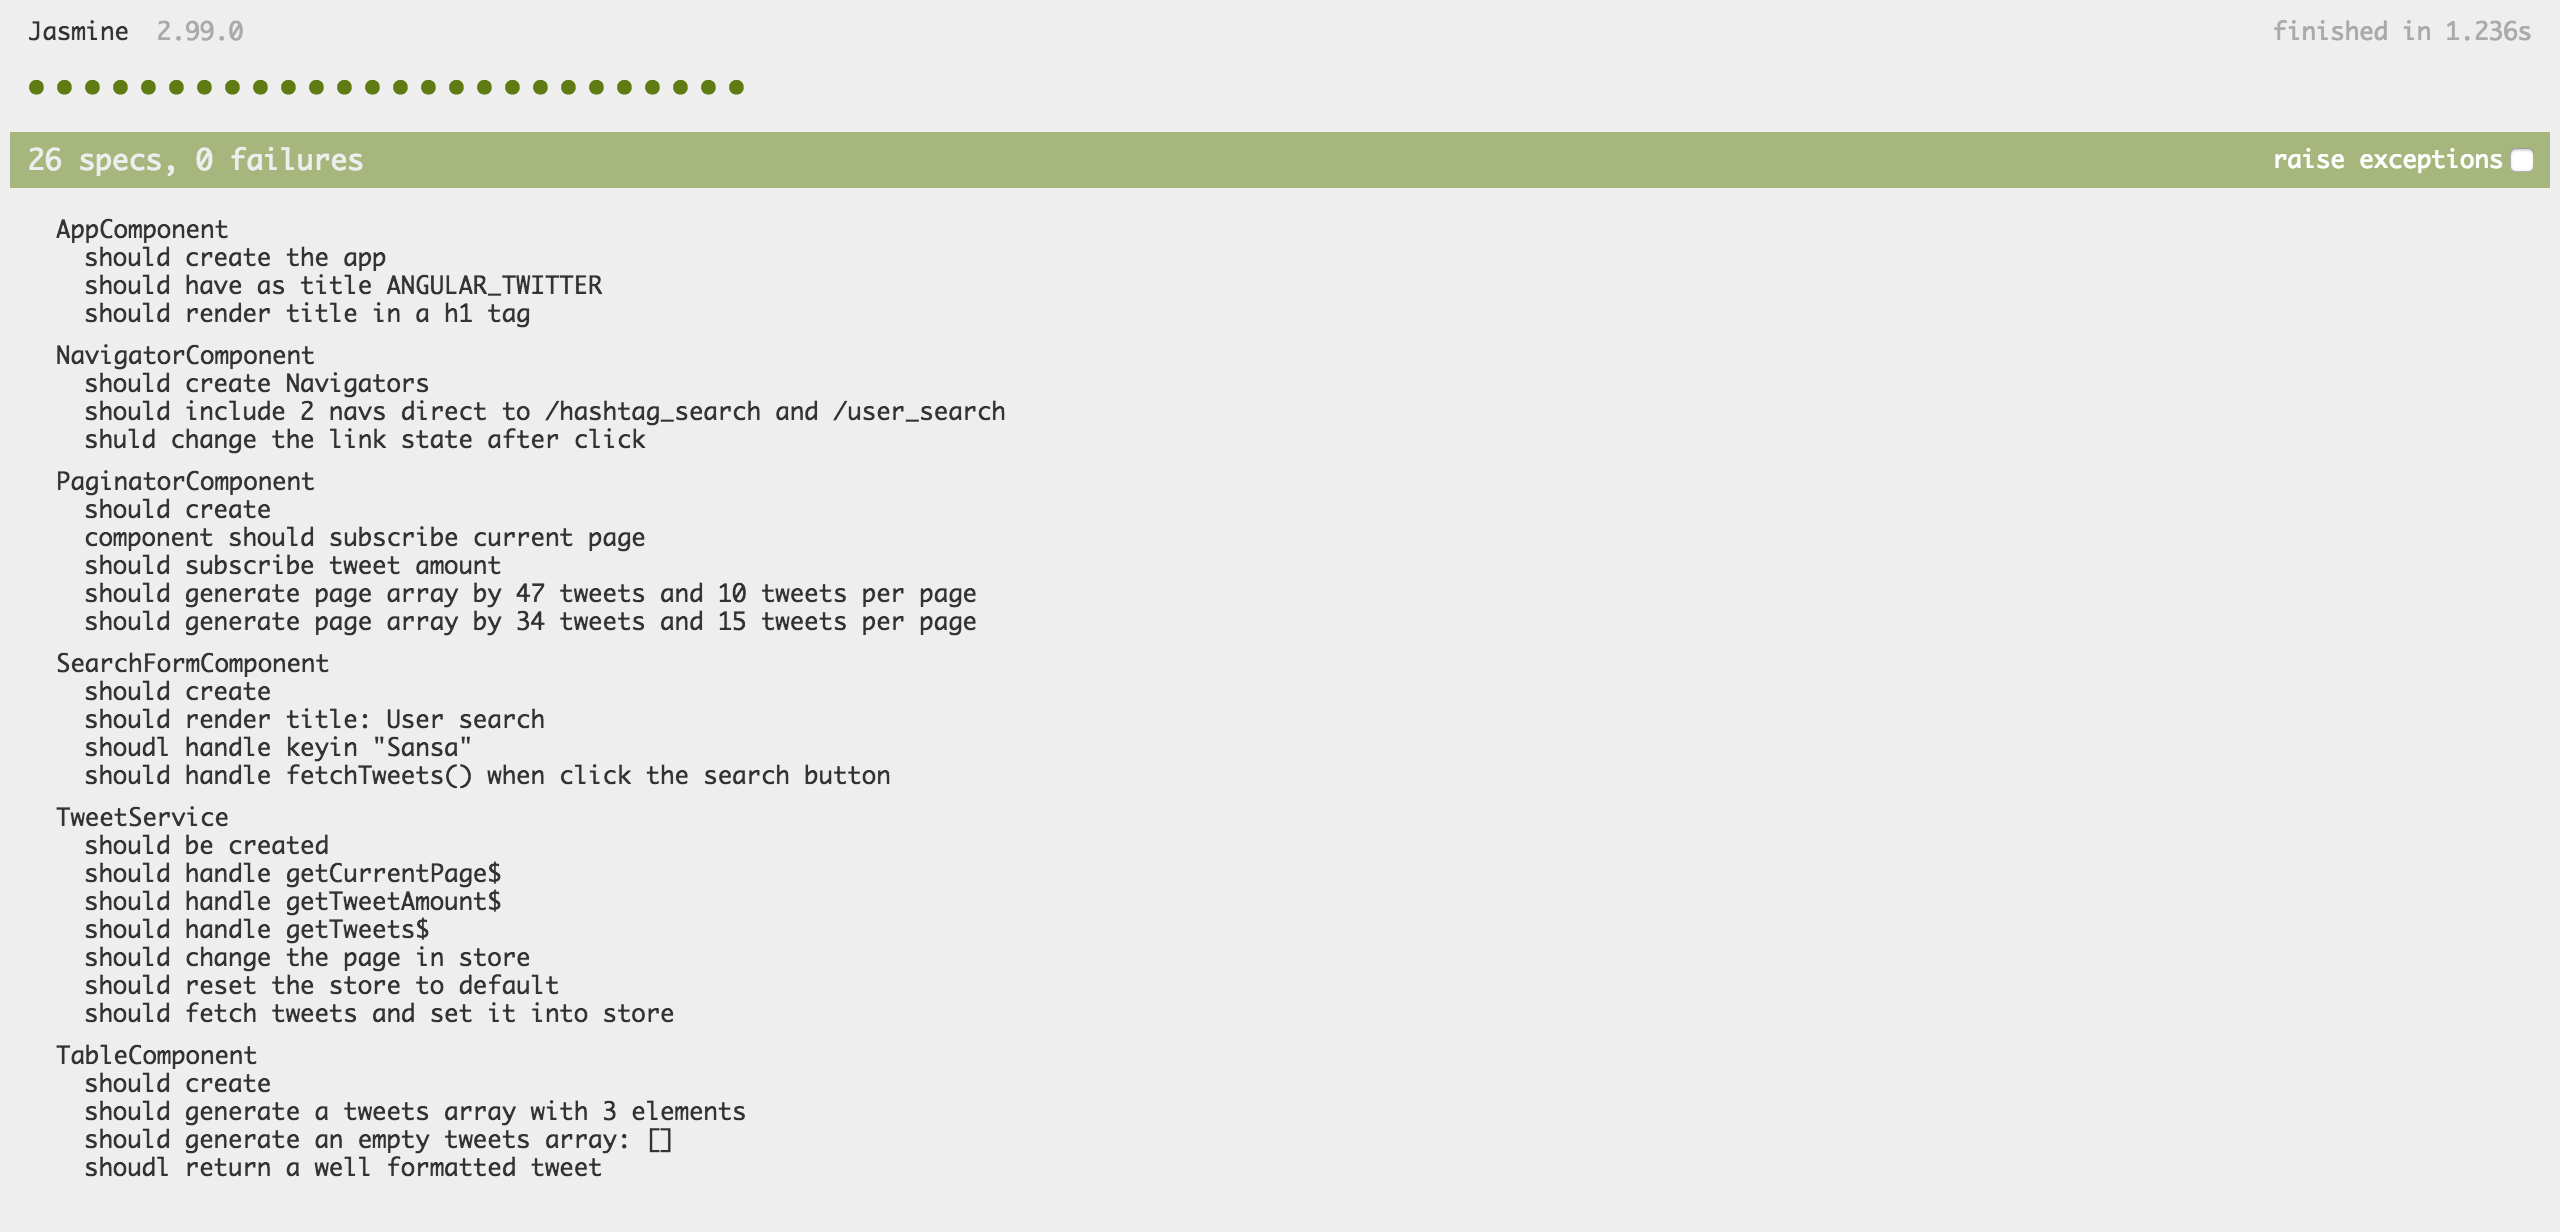 Jasmine 2.99.0
finished in 1.236s
26 specs, 0 failures
raise exceptions
AppComponent
should create the app
should have as title ANGULAR_TWITTER
should render title in a h1 tag
NavigatorComponent
should create Navigators
should include 2 navs direct to /hashtag_search and /user_search
shuld change the link state after click
PaginatorComponent
should create
component should subscribe current page
should subscribe tweet amount
should generate page array by 47 tweets and 10 tweets per page
should generate page array by 34 tweets and 15 tweets per page
SearchFormComponent
should create
should render title: User search
shoudl handle keyin "Sansa"
should handle fetchTweets() when click the search button
TweetService
should be created
should handle getCurrentPage$
should handle getTweetAmount$
should handle getTweets$
should change the page in store
should reset the store to default
should fetch tweets and set it into store
TableComponent
should create
should generate a tweets array with 3 elements
should generate an empty tweets array: []
shoudl return a well formatted tweet